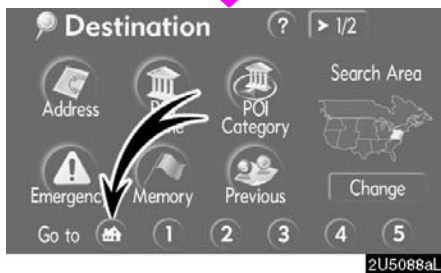 Destination ? > 1/2
Search Area
Address POI
Category
Emergency Memory Previous Change
Go to 1 2 3 4 5
2U5088aL